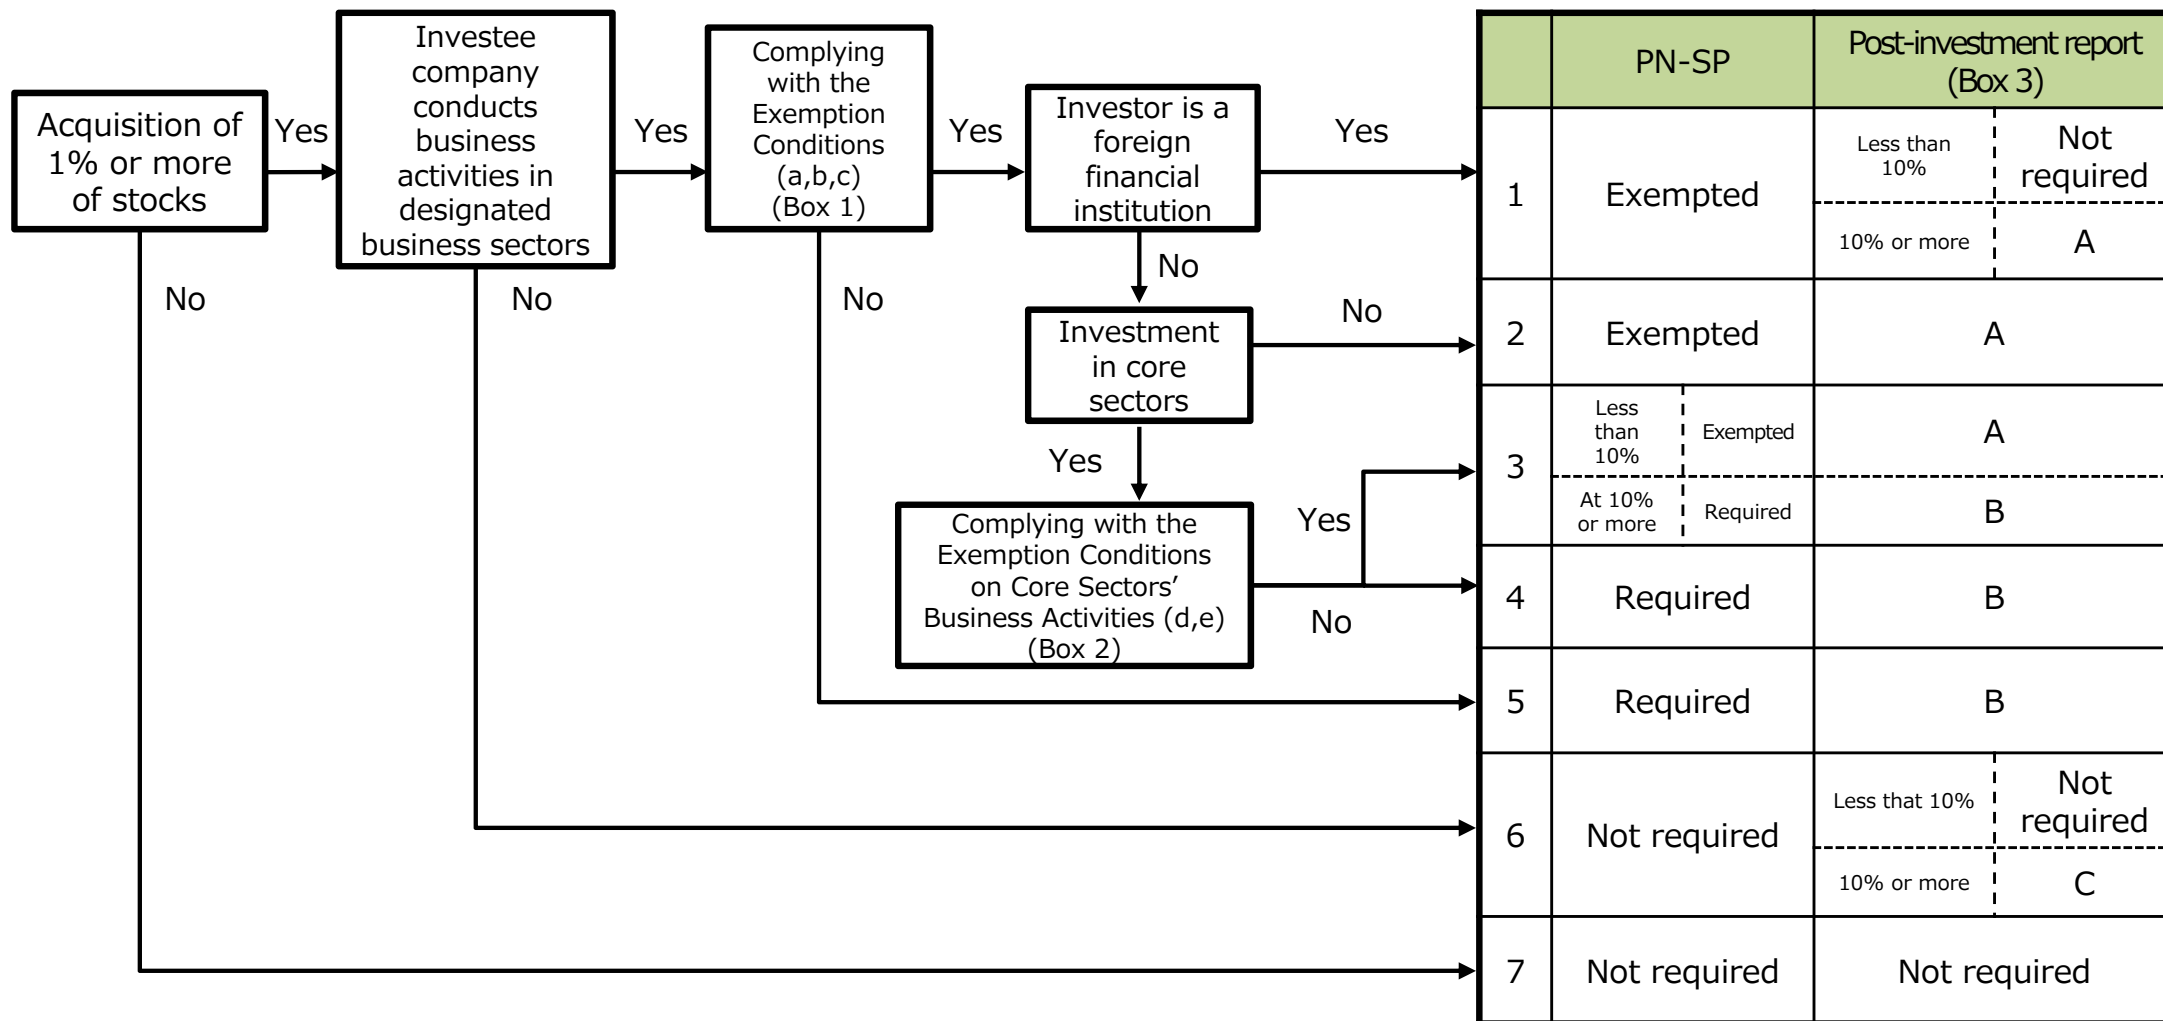 Acquisition of
1% or more
of stocks
Yes
No
Investee
company
conducts
business
activities in
designated
business sectors
Yes
No
Complying
with the
Exemption
Conditions
(a,b,c)
(Box 1)
Yes
No
Investor is a
foreign
financial
institution
Yes
No
Investment
in core
sectors
No
Yes
Complying with the
Exemption Conditions
on Core Sectors’
Business Activities (d,e)
(Box 2)
Yes
No
PN-SP
Post-investment report
(Box 3)
1
Exempted
Less than
10%
Not
required
10% or more
A
2
Exempted
A
3
Less
than
10%
Exempted
A
At 10%
or more
Required
B
4
Required
B
5
Required
B
6
Not required
Less that 10%
Not
required
10% or more
C
7
Not required
Not required